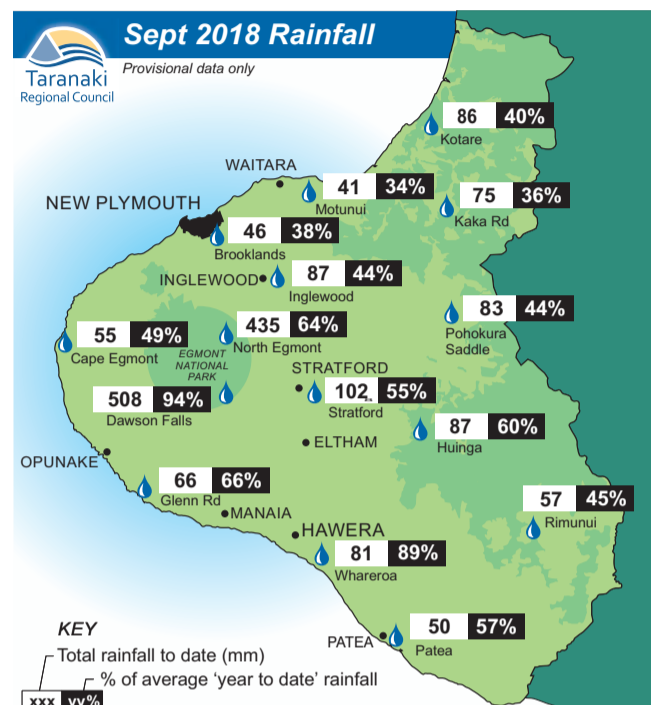 Sept 2018 Rainfall
Provisional data only
Taranaki
Regional Council
86 40%
Kotare
WAITARA
41 34%
Motunui
75 36%
Kaka Rd
NEW PLYMOUTH
46 38%
Brooklands
INGLEWOOD
87 44%
Inglewood
83 44%
Pohokura
Saddle
55 49%
Cape Egmont
435 64%
North Egmont
EGMONT
NATIONAL
PARK
STRATFORD
508 94%
Dawson Falls
102 55%
Stratford
87 60%
Huinga
ELTHAM
OPUNAKE
66 66%
Glenn Rd
MANAIA
57 45%
Rimunui
HAWERA
81 89%
Whareroa
PATEA
50 57%
Patea
KEY
Total rainfall to date (mm)
% of average 'year to date' rainfall
xxx yy%